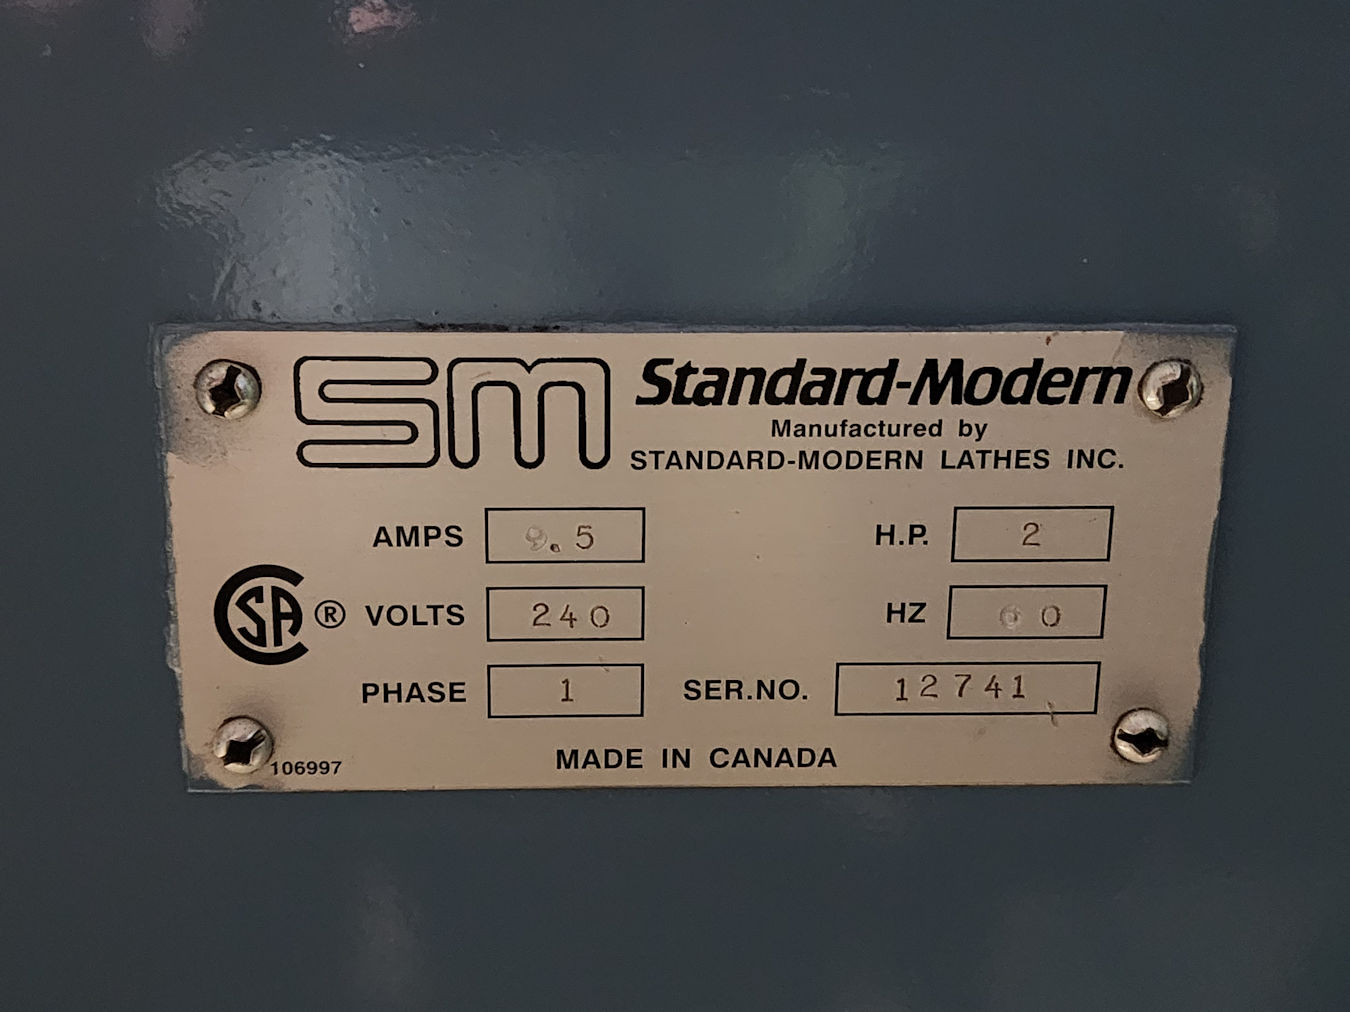 SM Standard-Modern
Manufactured by
STANDARD-MODERN LATHES INC.
AMPS 9.5 H.P. 2
CSA ® VOLTS 240 HZ 60
PHASE 1 SER.NO. 12741
106997 MADE IN CANADA